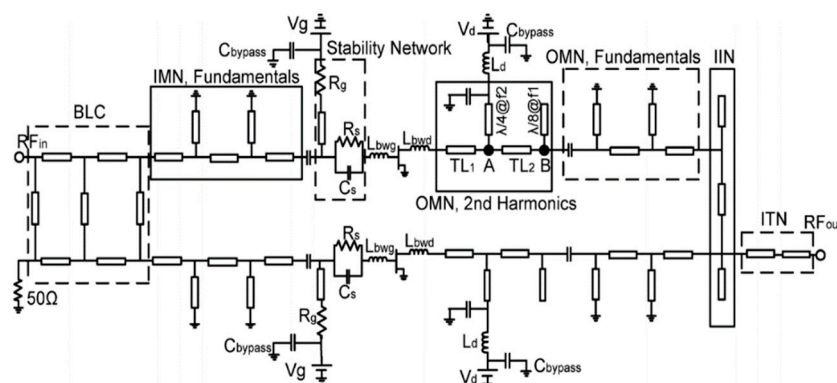 Vg
Vd
Cbypass
Cbypass
Stability Network
Ld
OMN, Fundamentals
IIN
IMN, Fundamentals
Rg
BLC
λ/4@f2
λ/8@f1
RFin
Rs
Lbwg
Lbwd
TL1
A
TL2
B
Cs
OMN, 2nd Harmonics
ITN
RFou
Rs
Lbwg
Lbwd
50Ω
Cs
Rg
Ld
Cbypass
Cbypass
Vg
Vd